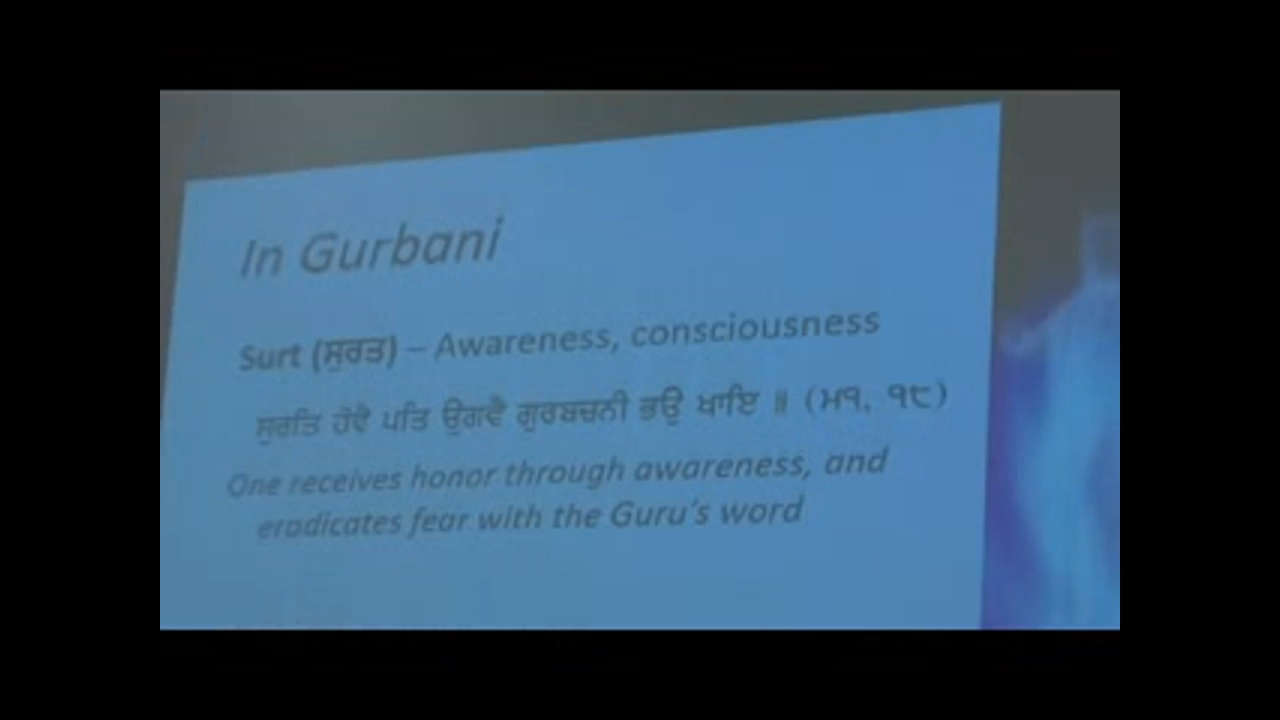 In Gurbani
Surt (ਸੁਰਤ) – Awareness, consciousness
ਸੁਰਤਿ ਹੋਵੈ ਪਤਿ ਉਗਵੈ ਗੁਰਬਚਨੀ ਭਉ ਖਾਇ ॥ (ਮ੧, ੧੮)
One receives honor through awareness, and
eradicates fear with the Guru's word